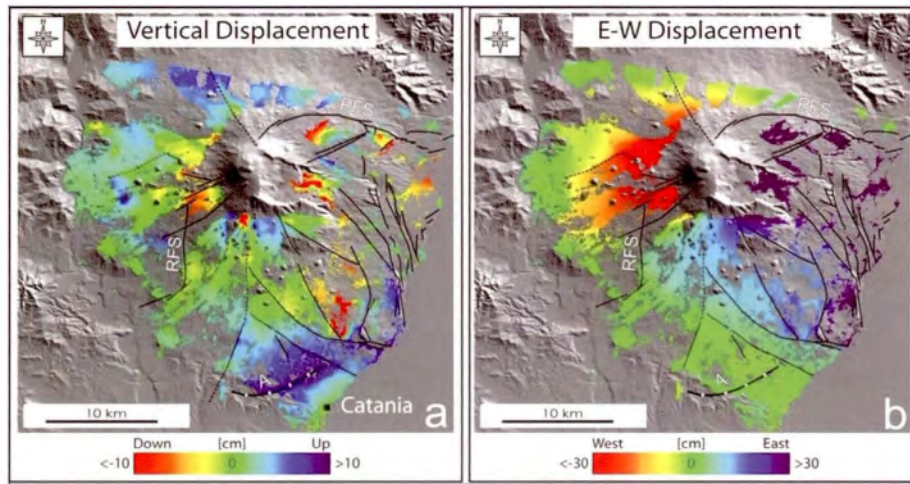 Vertical Displacement
PFS
RFS
A
Catania
10 km
a
Down [cm] Up
<-10 0 >10
E-W Displacement
PFS
RFS
A
10 km
b
West [cm] East
<-30 0 >30